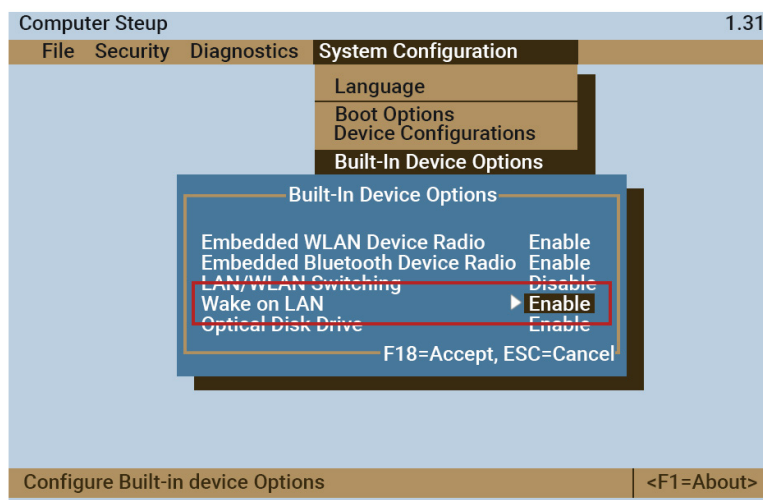 Computer Steup 1.31
File Security Diagnostics System Configuration
Language
Boot Options
Device Configurations
Built-In Device Options
Built-In Device Options
Embedded WLAN Device Radio Enable
Embedded Bluetooth Device Radio Enable
LAN/WLAN Switching Disable
Wake on LAN Enable
Optical Disk Drive Enable
F18=Accept, ESC=Cancel
Configure Built-in device Options <F1=About>